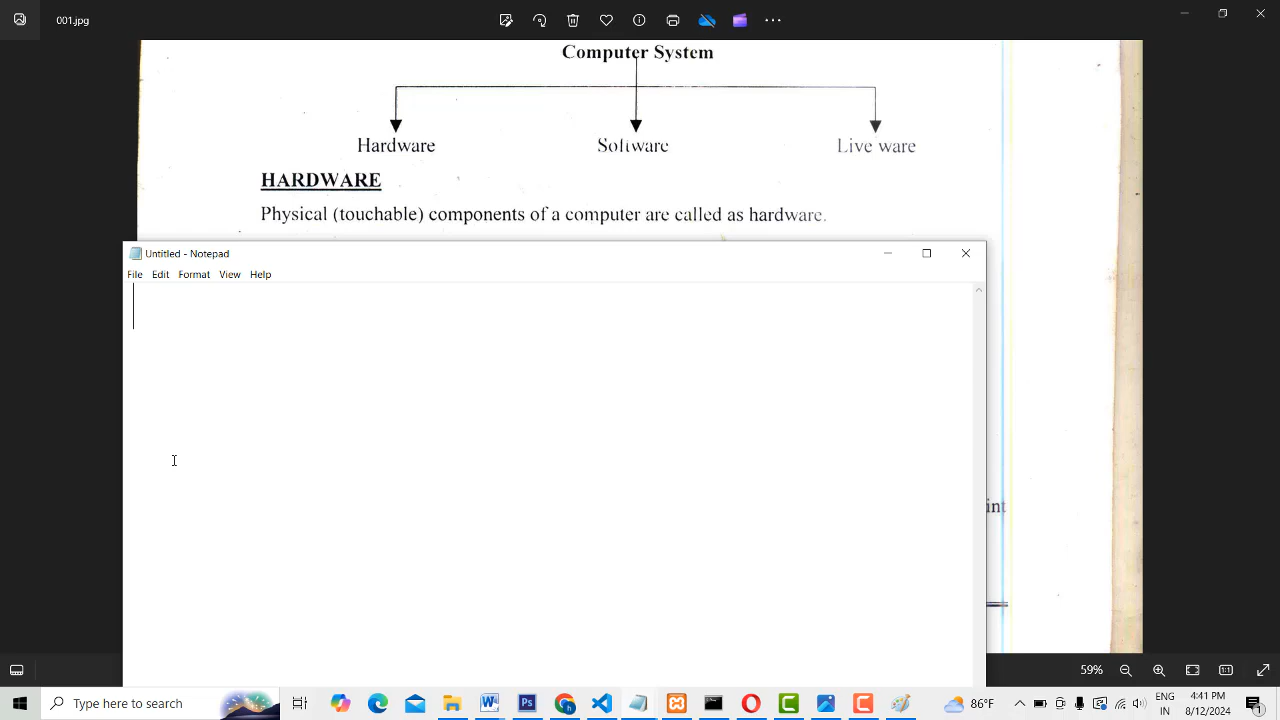 001.jpg
Computer System
Hardware Software Live ware
HARDWARE
Physical (touchable) components of a computer are called as hardware.
Untitled - Notepad
File Edit Format View Help
int
59%
Type here to search
86°F
ENG
IN
4:41 PM
8/12/2024
1